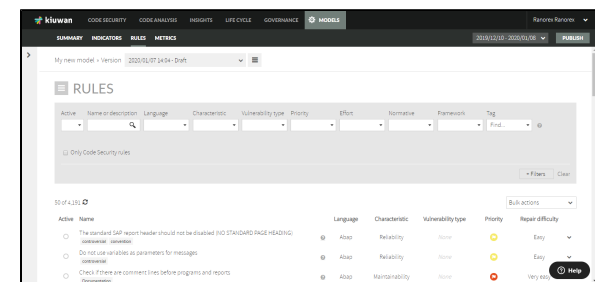 kiuwan CODE SECURITY CODE ANALYSIS INSIGHTS LIFE CYCLE GOVERNANCE MODELS Ranorex Ranorex
SUMMARY INDICATORS RULES METRICS 2019/12/10 - 2020/01/08 PUBLISH
My new model › Version 2020/01/07 14:04 - Draft
RULES
Active Name or description Language Characteristic Vulnerability type Priority Effort Normative Framework Tag
Find...
Only Code Security rules
+ Filters Clear
50 of 4,191 Bulk actions
Active Name Language Characteristic Vulnerability type Priority Repair difficulty
The standard SAP report header should not be disabled (NO STANDARD PAGE HEADING) Abap Reliability None Easy
controversial convention
Do not use variables as parameters for messages Abap Reliability None Easy
controversial
Check if there are comment lines before programs and reports Abap Maintainability None Very easy
Documentation
Help